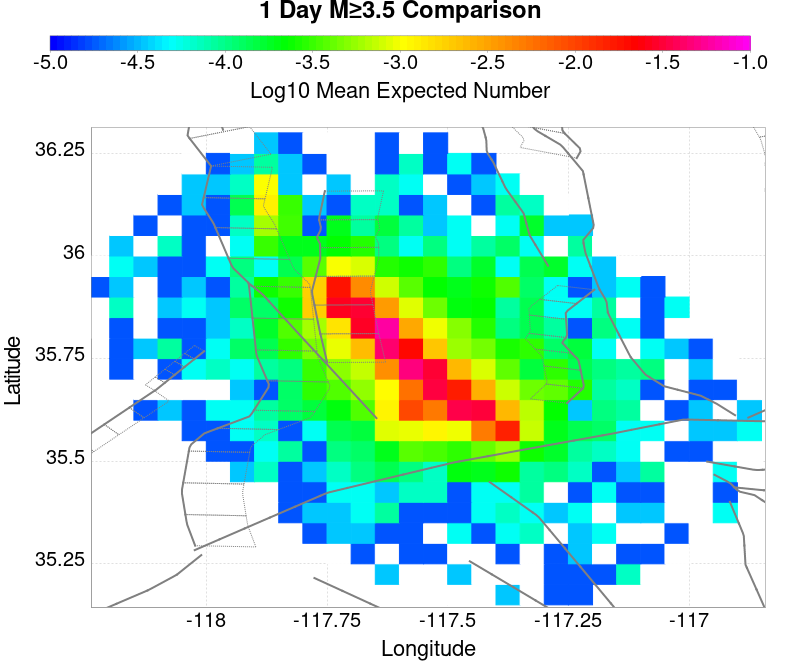 1 Day M≥3.5 Comparison
-5.0 -4.5 -4.0 -3.5 -3.0 -2.5 -2.0 -1.5 -1.0
Log10 Mean Expected Number
36.25
36
35.75
35.5
35.25
Latitude
-118 -117.75 -117.5 -117.25 -117
Longitude